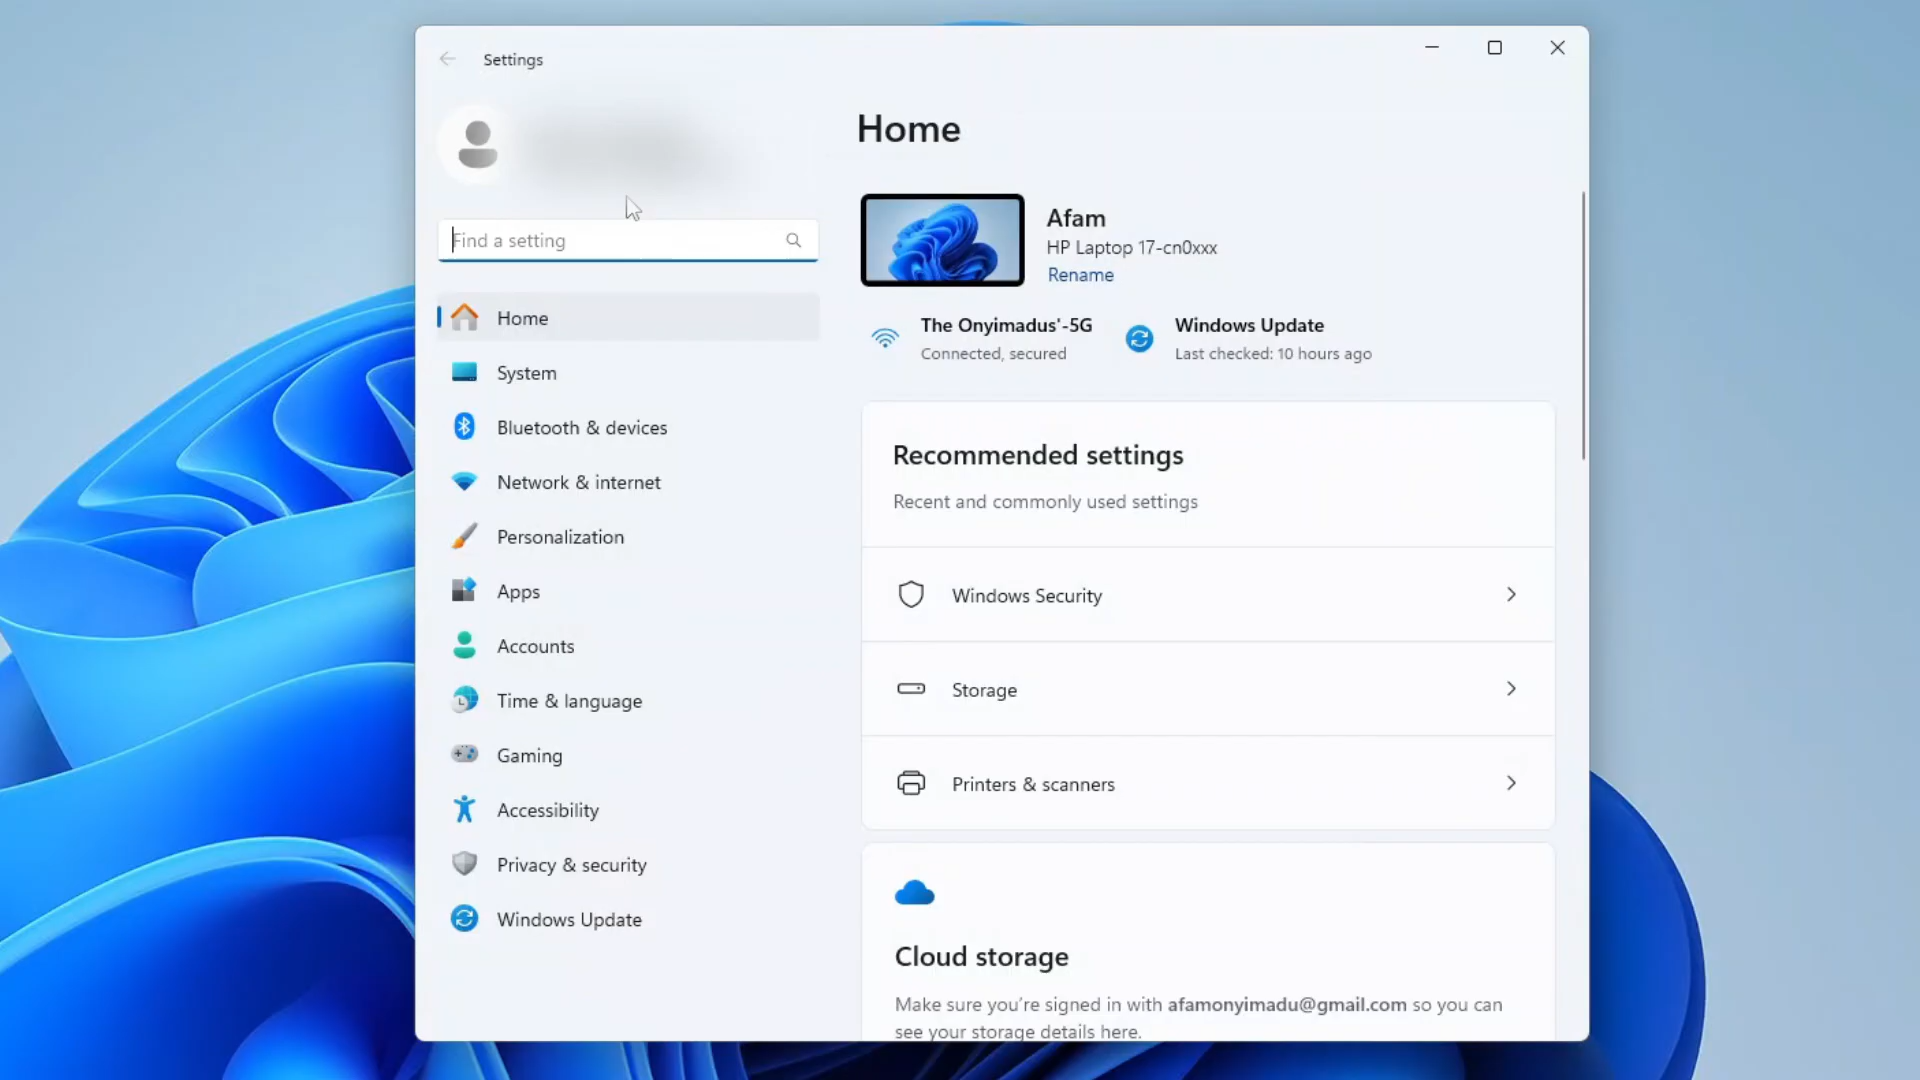 Settings
Find a setting
Home
System
Bluetooth & devices
Network & internet
Personalization
Apps
Accounts
Time & language
Gaming
Accessibility
Privacy & security
Windows Update
Home
Afam
HP Laptop 17-cn0xxx
Rename
The Onyimadus'-5G
Connected, secured
Windows Update
Last checked: 10 hours ago
Recommended settings
Recent and commonly used settings
Windows Security
Storage
Printers & scanners
Cloud storage
Make sure you're signed in with afamonyimadu@gmail.com so you can
see your storage details here.